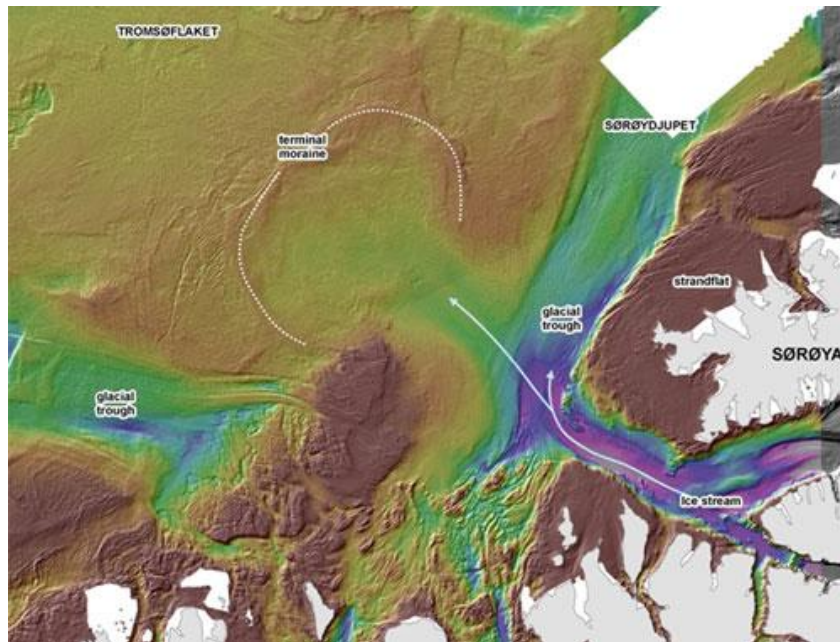 TROMSØFLAKET
terminal
moraine
SØRØYDJUPET
strandflat
glacial
trough
SØRØYA
glacial
trough
Ice stream